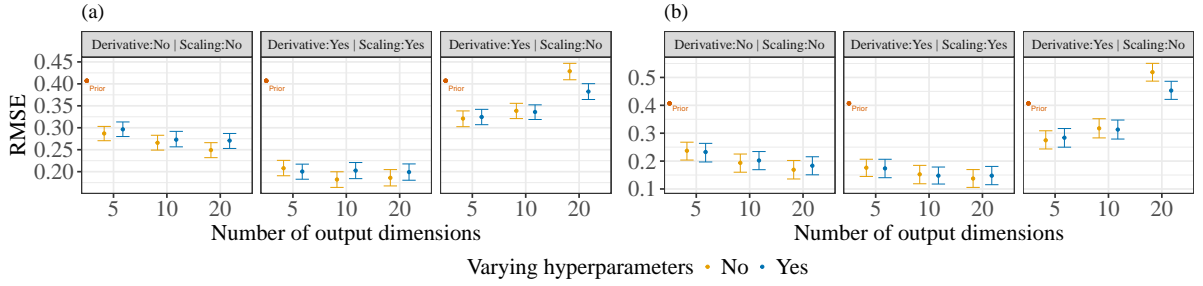 (a)
(b)
Derivative:No | Scaling:No
Derivative:Yes | Scaling:Yes
Derivative:Yes | Scaling:No
Derivative:No | Scaling:No
Derivative:Yes | Scaling:Yes
Derivative:Yes | Scaling:No
RMSE
0.45
0.40
0.35
0.30
0.25
0.20
Prior
Prior
Prior
0.5
0.4
0.3
0.2
0.1
Prior
Prior
Prior
5 10 20 5 10 20 5 10 20
5 10 20 5 10 20 5 10 20
Number of output dimensions
Number of output dimensions
Varying hyperparameters No Yes